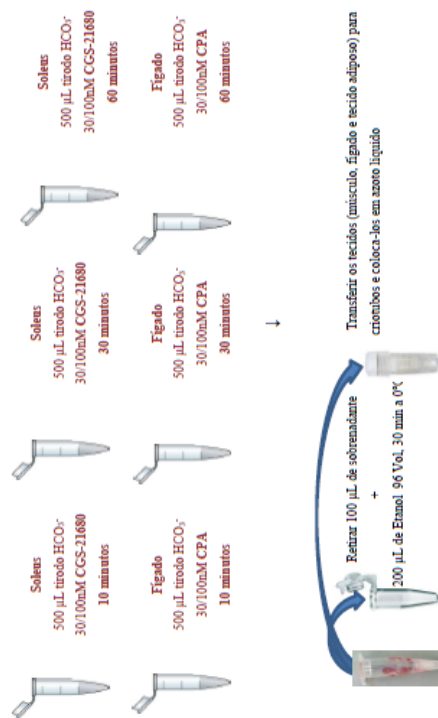 Soleus
500 µL tirodo HCO₃⁻
30/100nM CGS-21680
10 minutos
Soleus
500 µL tirodo HCO₃⁻
30/100nM CGS-21680
30 minutos
Soleus
500 µL tirodo HCO₃⁻
30/100nM CGS-21680
60 minutos
Fígado
500 µL tirodo HCO₃⁻
30/100nM CPA
10 minutos
Fígado
500 µL tirodo HCO₃⁻
30/100nM CPA
30 minutos
Fígado
500 µL tirodo HCO₃⁻
30/100nM CPA
60 minutos
↓
Retirar 100 µL de sobrenadante
+
200 µL de Etanol 96 Vol, 30 min a 0ºC
Transferir os tecidos (músculo, fígado e tecido adiposo) para
criotubos e coloca-los em azoto líquido